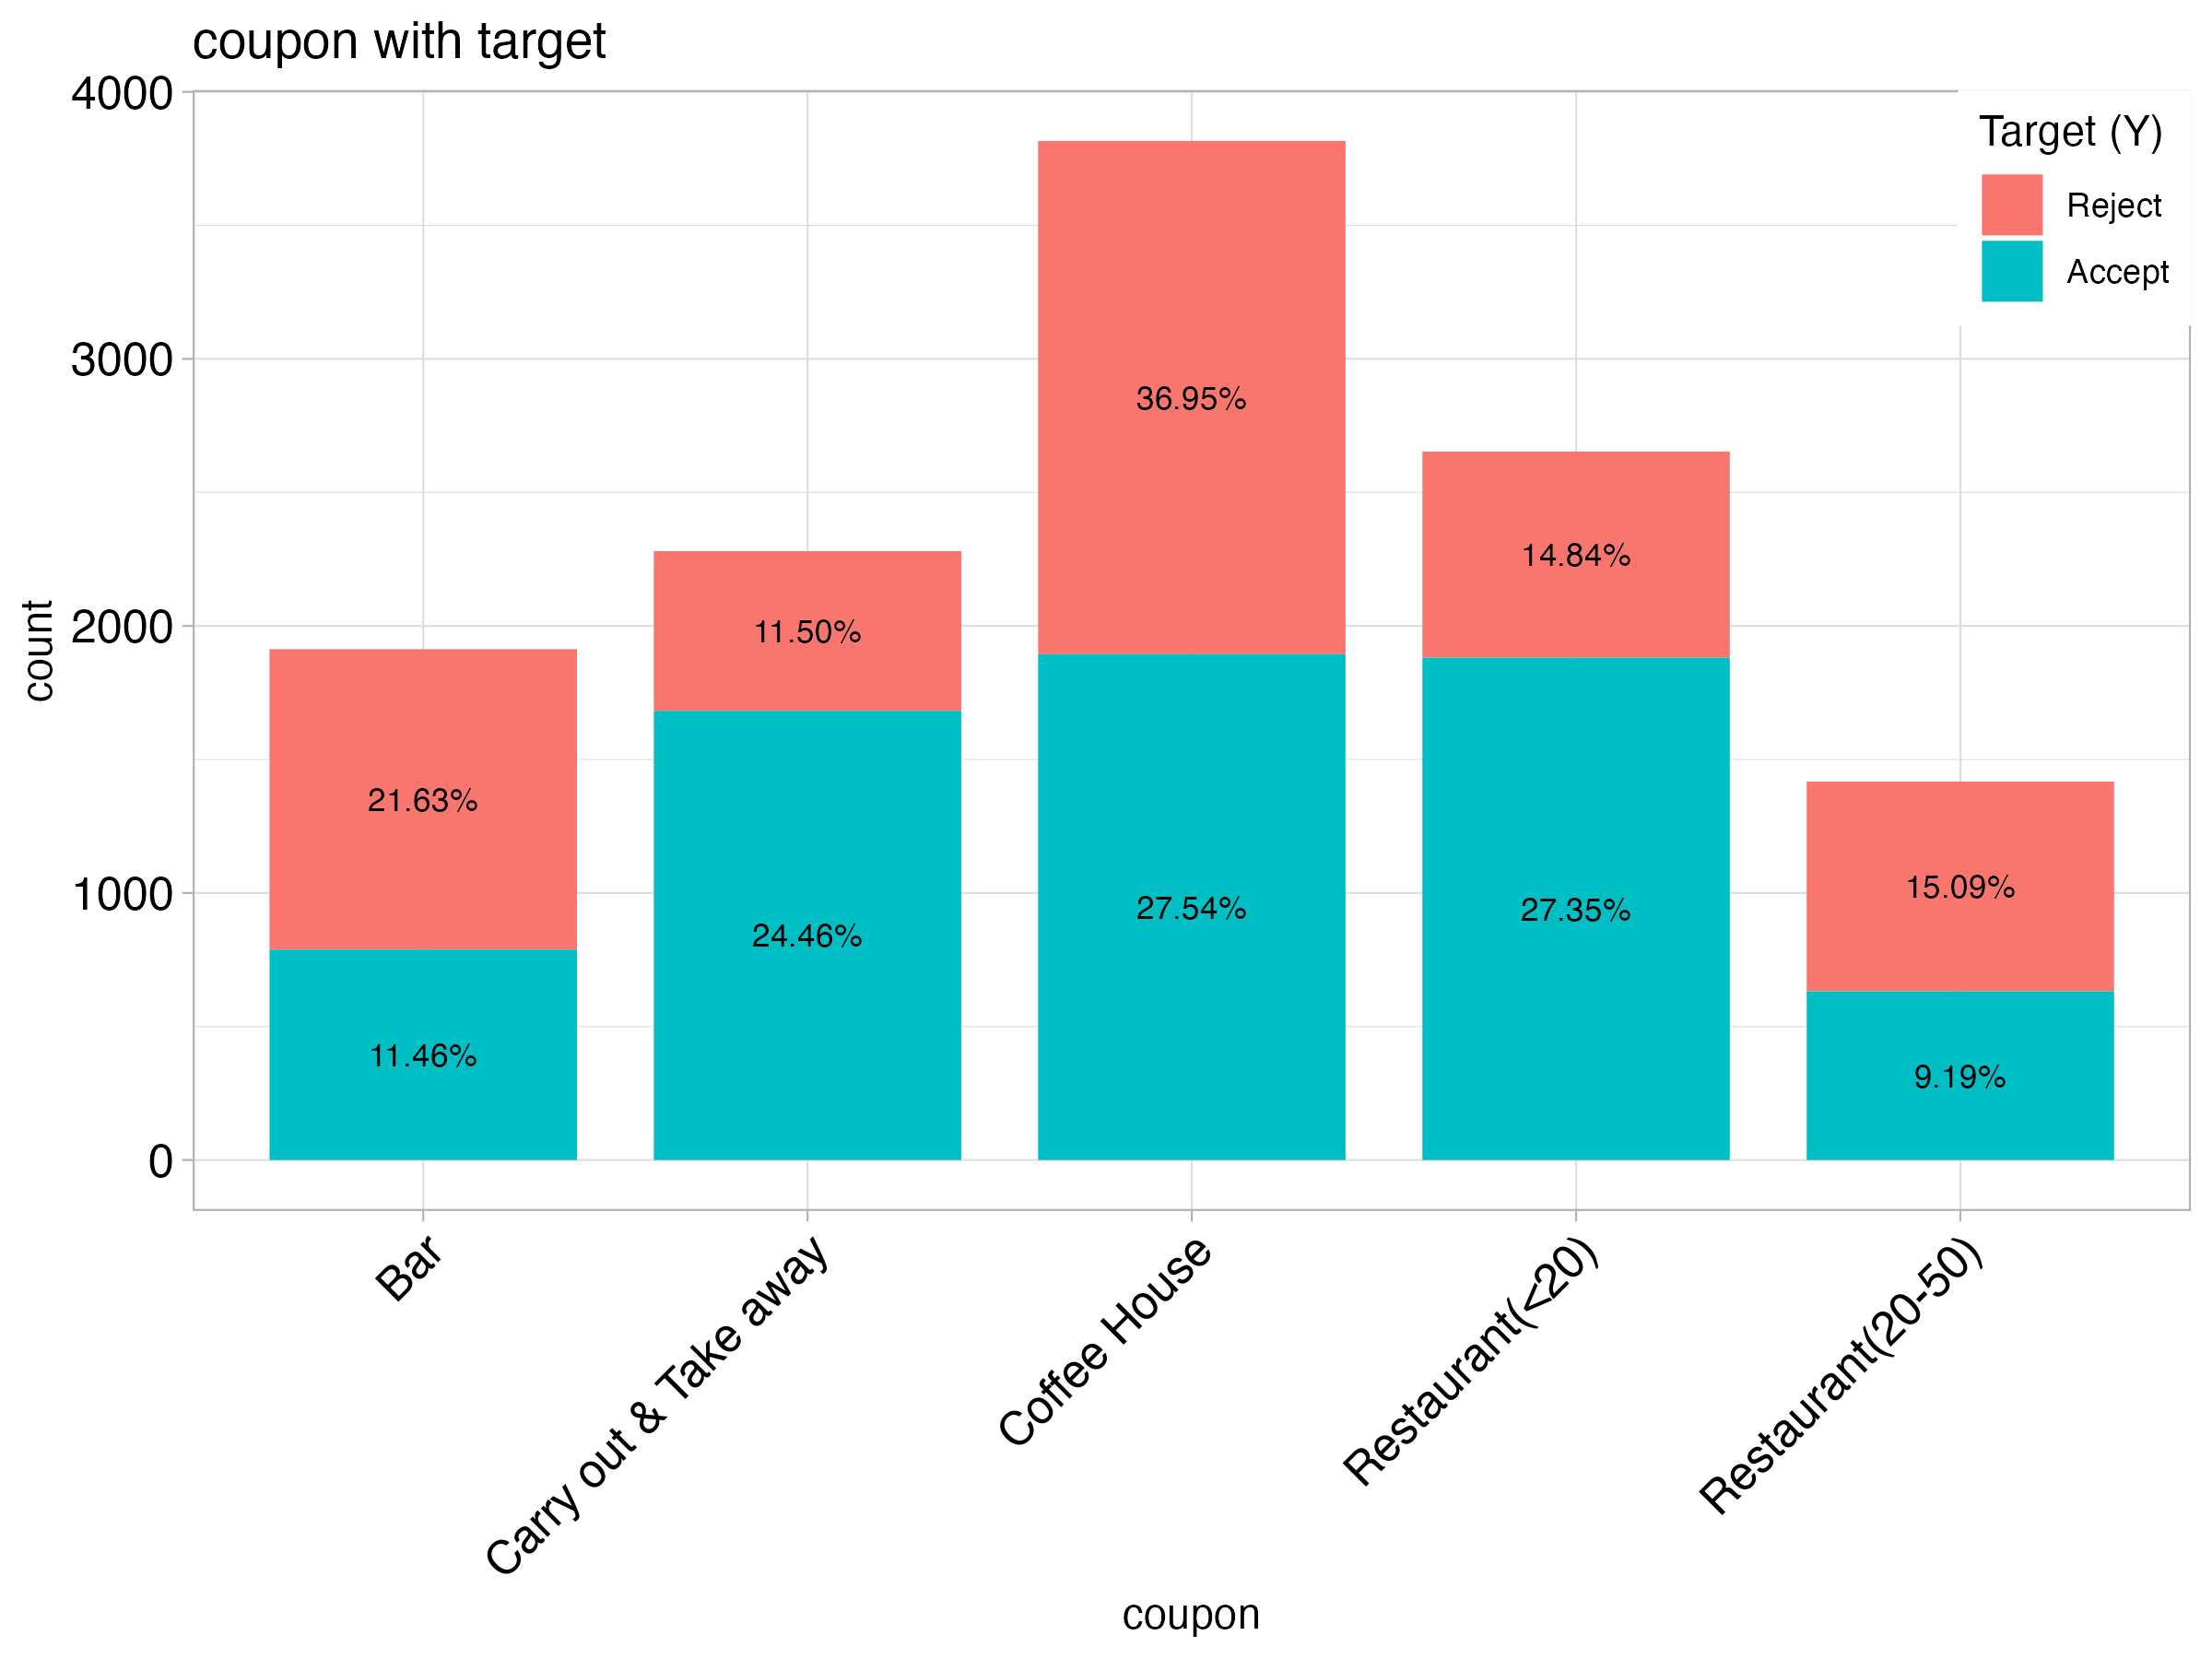 coupon with target
4000
3000
2000
1000
0
count
Target (Y)
Reject
Accept
21.63%
11.46%
11.50%
24.46%
36.95%
27.54%
14.84%
27.35%
15.09%
9.19%
Bar
Carry out & Take away
Coffee House
Restaurant(<20)
Restaurant(20-50)
coupon